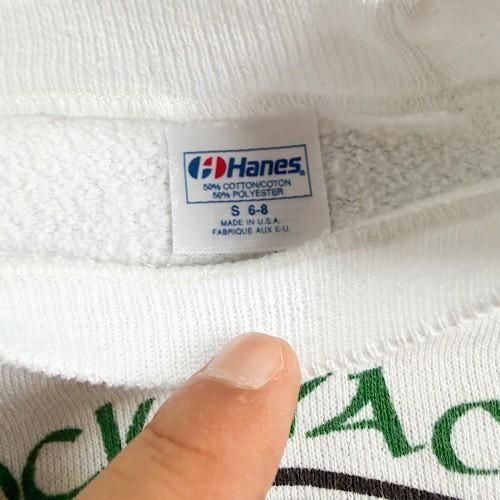 Hanes
50% COTTON/COTON
50% POLYESTER
S 6-8
MADE IN U.S.A.
FABRIQUE AUX E-U.